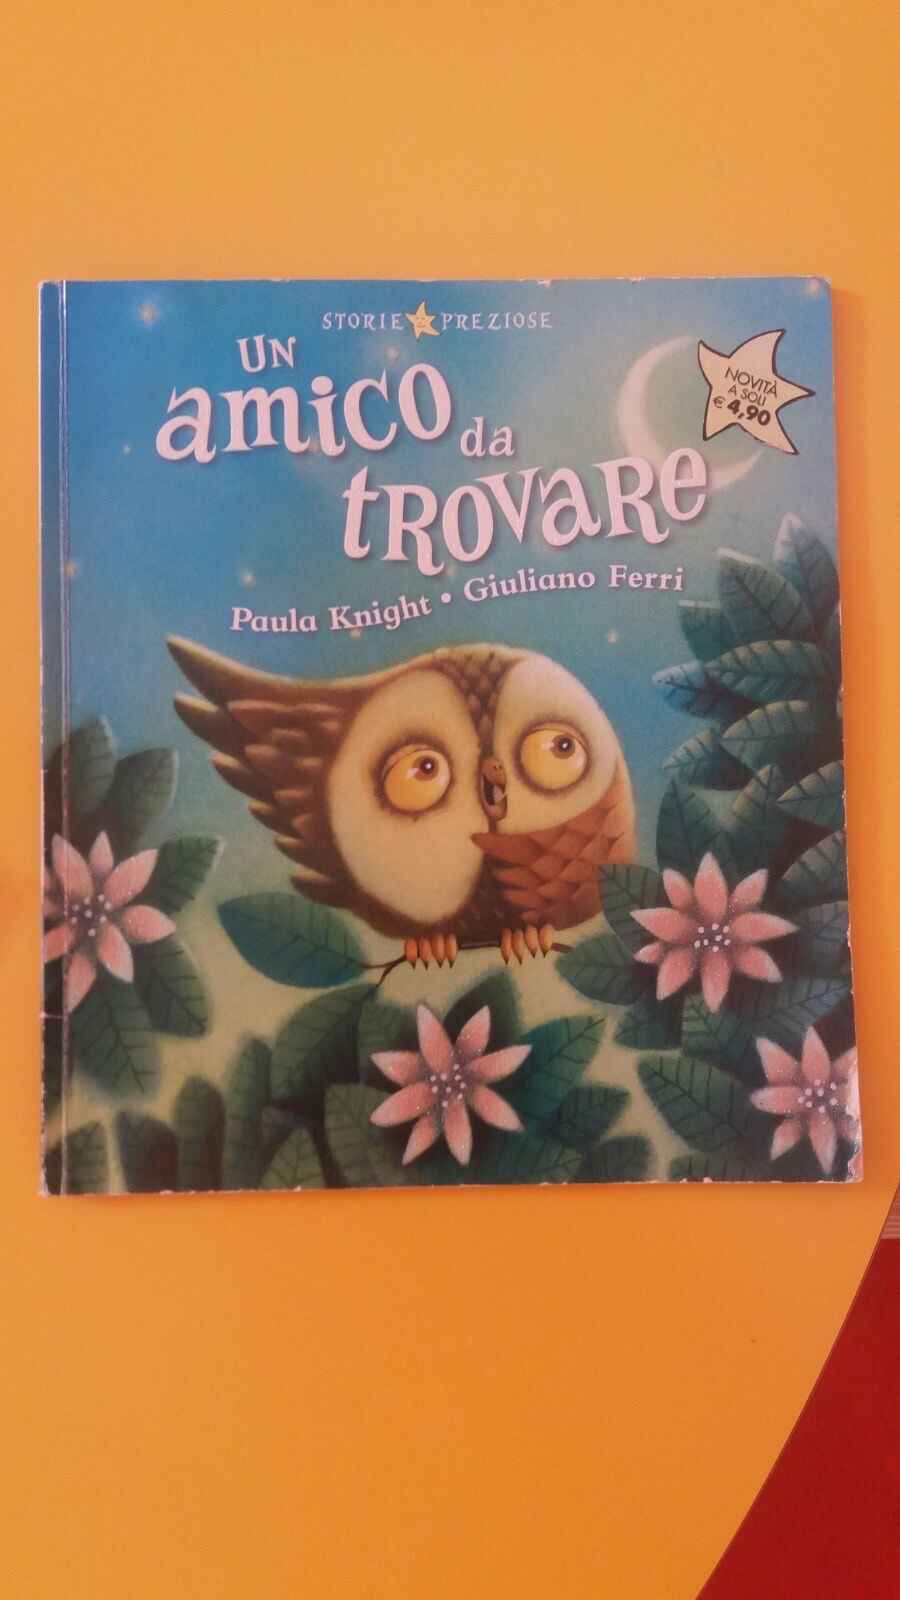 STORIE PREZIOSE
UN
amico da
tRovaRe
Paula Knight • Giuliano Ferri
NOVITÀ
A SOLI
€ 4,90